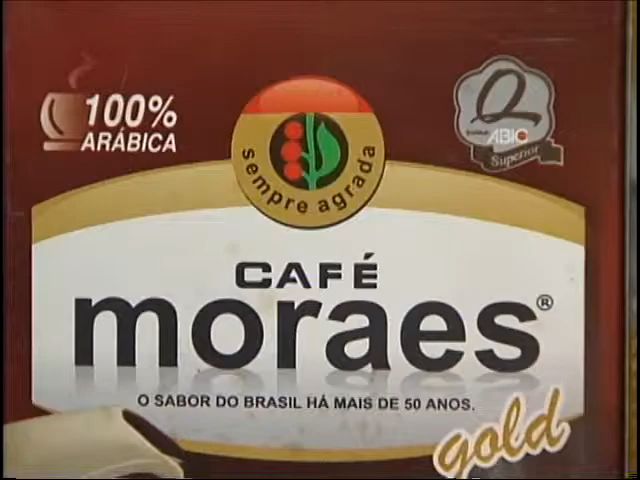 100%
ARÁBICA
sempre agrada
Q
ABIC
Superior
CAFÉ
moraes®
O SABOR DO BRASIL HÁ MAIS DE 50 ANOS.
gold